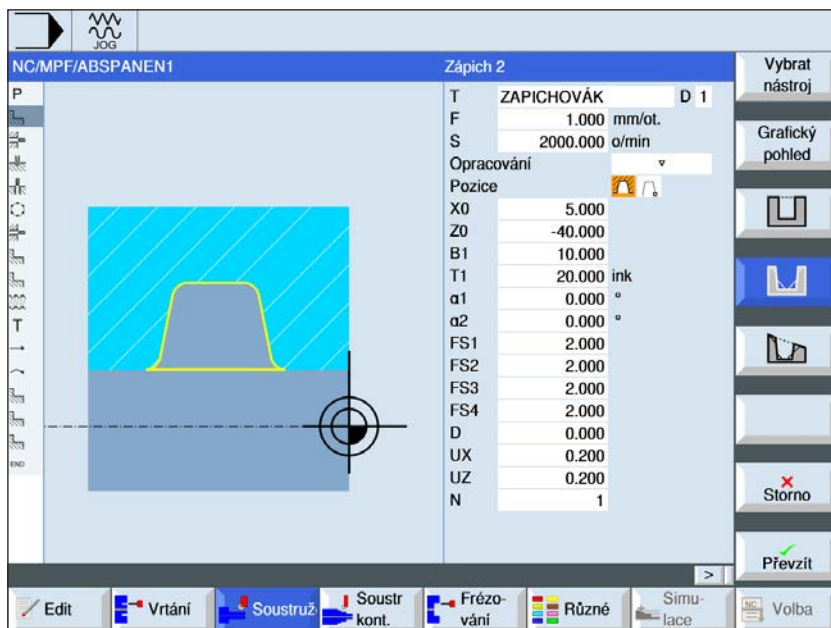 JOG
NC/MPF/ABSPANEN1
Zápich 2
P
T
END
T ZAPICHOVÁK D 1
F 1.000 mm/ot.
S 2000.000 o/min
Opracování ▿
Pozice
X0 5.000
Z0 -40.000
B1 10.000
T1 20.000 ink
α1 0.000 °
α2 0.000 °
FS1 2.000
FS2 2.000
FS3 2.000
FS4 2.000
D 0.000
UX 0.200
UZ 0.200
N 1
>
Vybrat
nástroj
Grafický
pohled
Storno
Převzít
Edit
Vrtání
Soustruž
Soustr
kont.
Frézo-
vání
Různé
Simu-
lace
NC
Volba